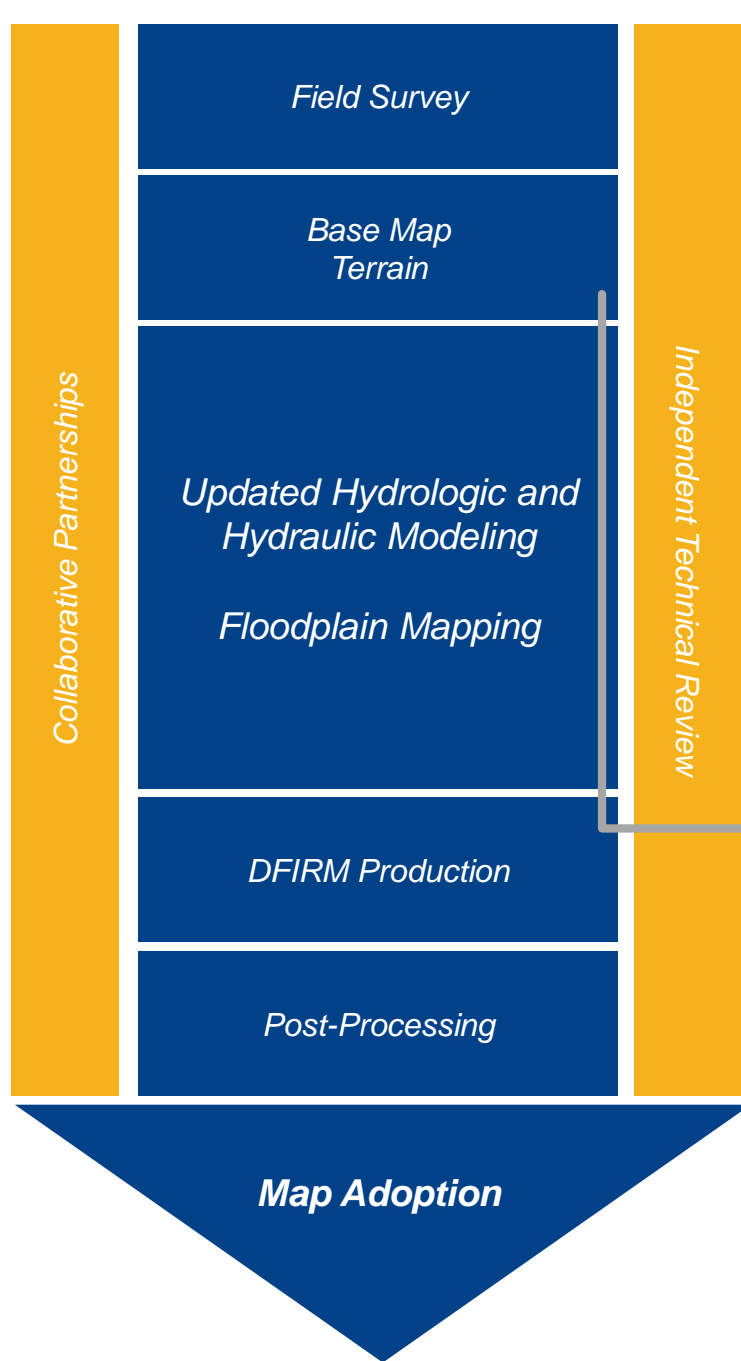 Field Survey
Base Map
Terrain
Collaborative Partnerships
Independent Technical Review
Updated Hydrologic and
Hydraulic Modeling
Floodplain Mapping
DFIRM Production
Post-Processing
Map Adoption